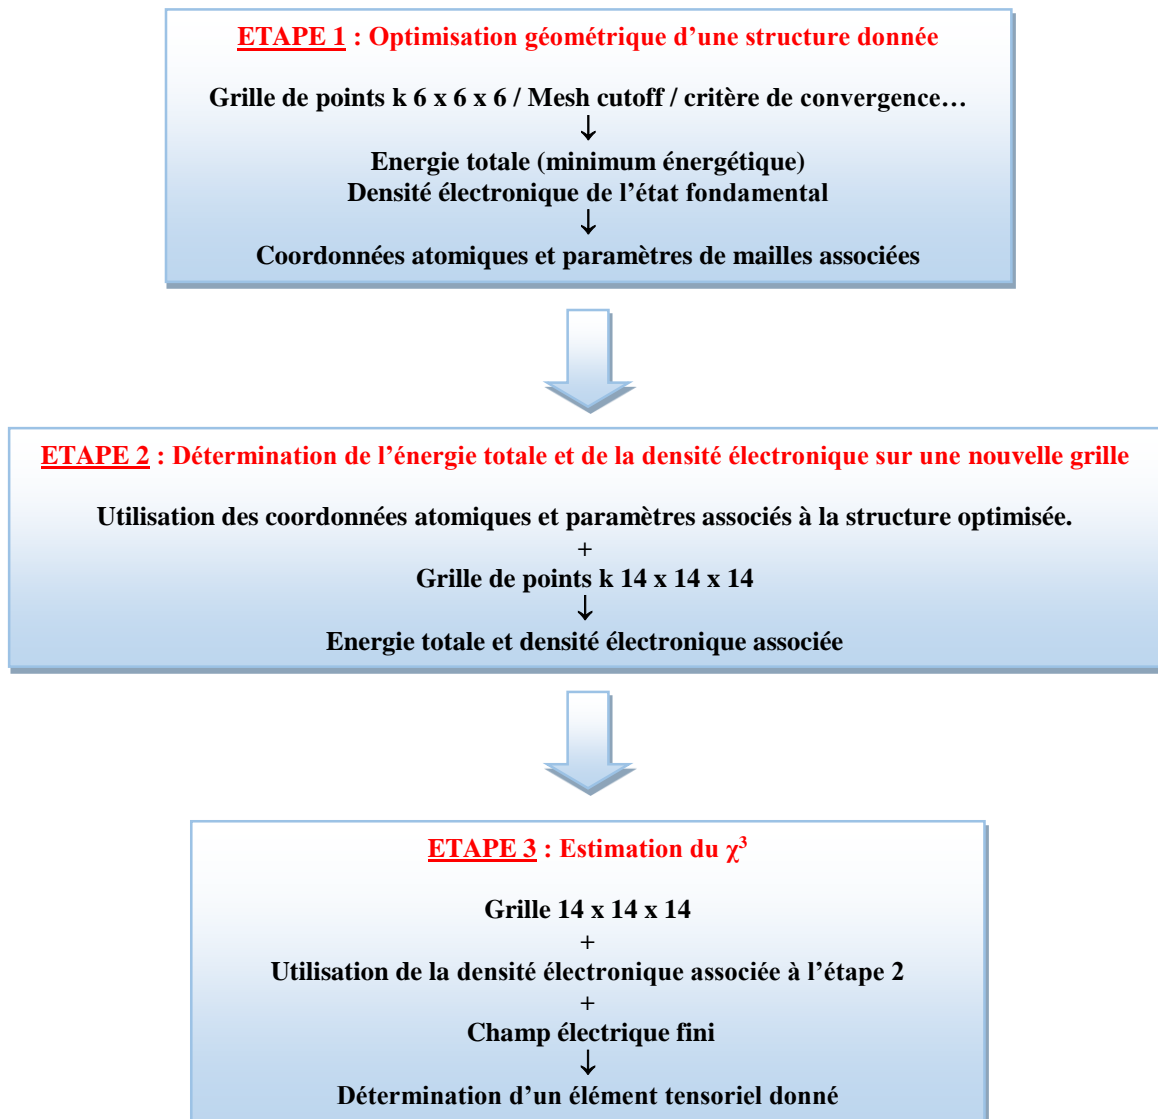 ETAPE 1 : Optimisation géométrique d’une structure donnée
Grille de points k 6 x 6 x 6 / Mesh cutoff / critère de convergence…
↓
Energie totale (minimum énergétique)
Densité électronique de l’état fondamental
↓
Coordonnées atomiques et paramètres de mailles associées
ETAPE 2 : Détermination de l’énergie totale et de la densité électronique sur une nouvelle grille
Utilisation des coordonnées atomiques et paramètres associés à la structure optimisée.
+
Grille de points k 14 x 14 x 14
↓
Energie totale et densité électronique associée
ETAPE 3 : Estimation du χ³
Grille 14 x 14 x 14
+
Utilisation de la densité électronique associée à l’étape 2
+
Champ électrique fini
↓
Détermination d’un élément tensoriel donné